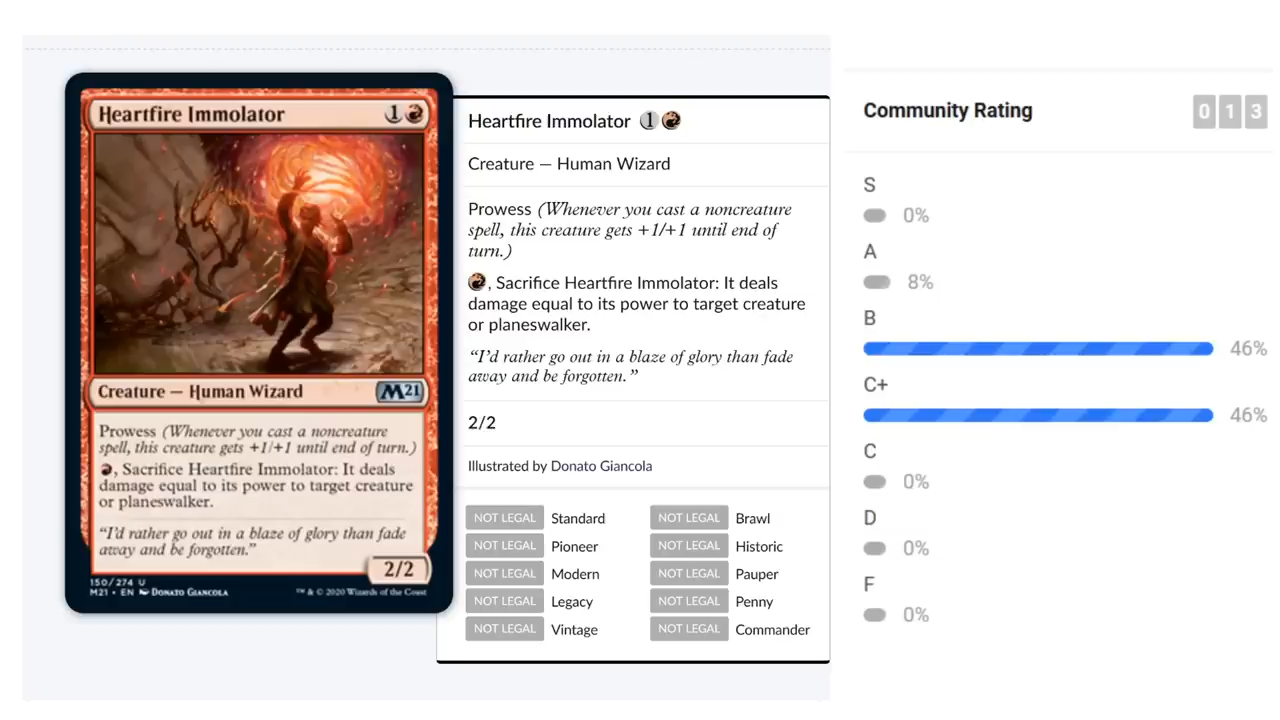 Heartfire Immolator 1
Creature — Human Wizard
M21
Prowess (Whenever you cast a noncreature
spell, this creature gets +1/+1 until end of turn.)
, Sacrifice Heartfire Immolator: It deals
damage equal to its power to target creature
or planeswalker.
“I’d rather go out in a blaze of glory than fade
away and be forgotten.”
2/2
150/274 U
M21 • EN Donato Giancola
™ & © 2020 Wizards of the Coast
Heartfire Immolator 1
Creature — Human Wizard
Prowess (Whenever you cast a noncreature
spell, this creature gets +1/+1 until end of
turn.)
, Sacrifice Heartfire Immolator: It deals
damage equal to its power to target creature
or planeswalker.
“I’d rather go out in a blaze of glory than fade
away and be forgotten.”
2/2
Illustrated by Donato Giancola
NOT LEGAL Standard NOT LEGAL Brawl
NOT LEGAL Pioneer NOT LEGAL Historic
NOT LEGAL Modern NOT LEGAL Pauper
NOT LEGAL Legacy NOT LEGAL Penny
NOT LEGAL Vintage NOT LEGAL Commander
Community Rating 0 1 3
S
0%
A
8%
B
46%
C+
46%
C
0%
D
0%
F
0%